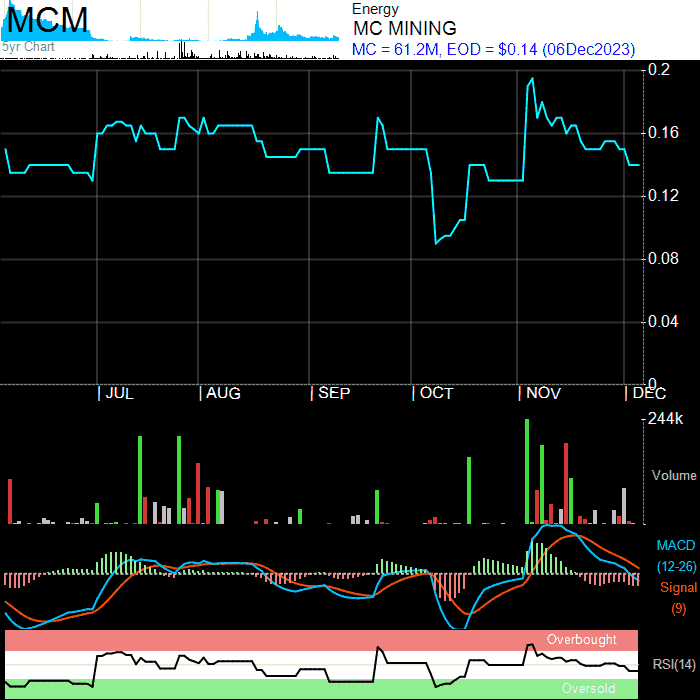 MCM
5yr Chart
Energy
MC MINING
MC = 61.2M, EOD = $0.14 (06Dec2023)
0.2
0.16
0.12
0.08
0.04
0
| JUL | AUG | SEP | OCT | NOV | DEC
244k
Volume
MACD
(12-26)
Signal
(9)
Overbought
RSI(14)
Oversold